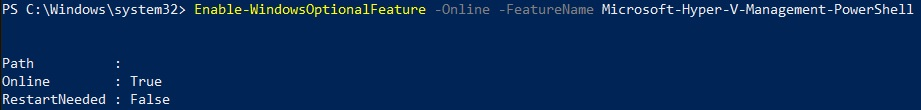 PS C:\Windows\system32> Enable-WindowsOptionalFeature -Online -FeatureName Microsoft-Hyper-V-Management-PowerShell
Path          :
Online        : True
RestartNeeded : False